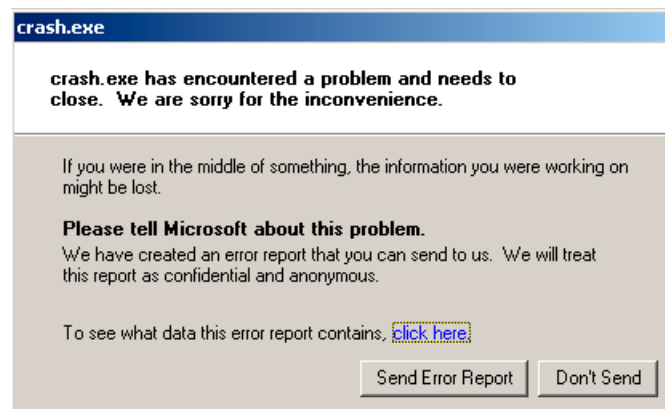 crash.exe
crash.exe has encountered a problem and needs to
close.  We are sorry for the inconvenience.
If you were in the middle of something, the information you were working on
might be lost.
Please tell Microsoft about this problem.
We have created an error report that you can send to us.  We will treat
this report as confidential and anonymous.
To see what data this error report contains, click here.
Send Error Report Don't Send